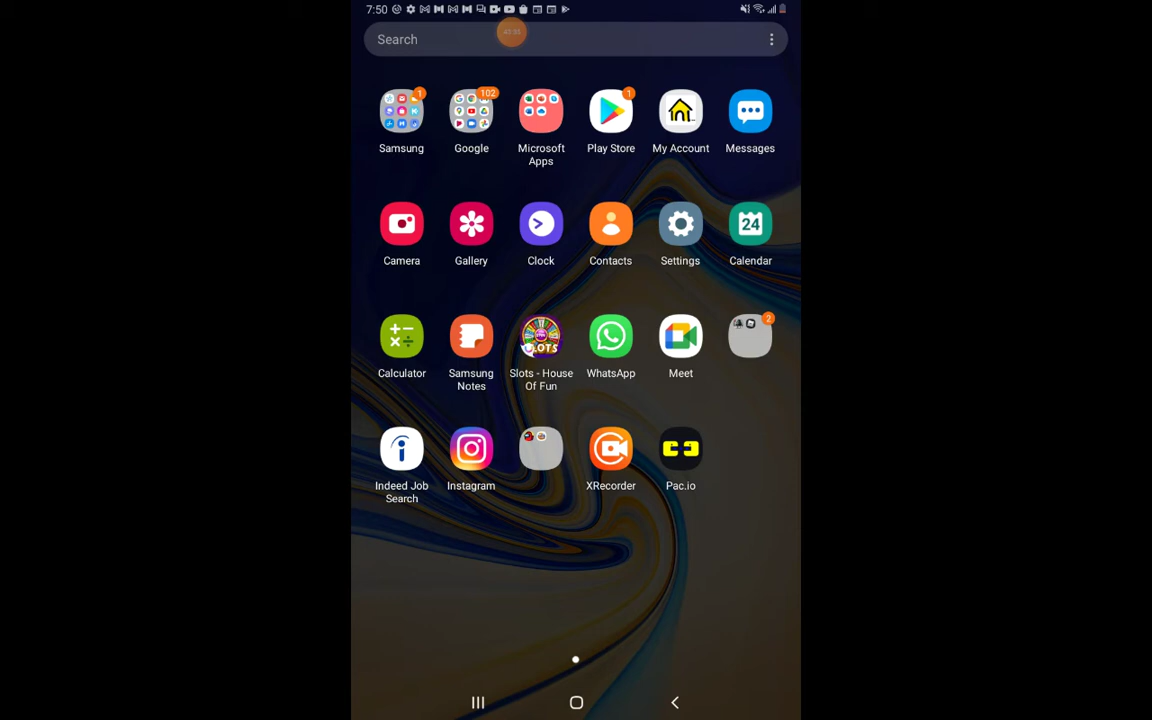 7:50
Search
1
102
1
Samsung
Google
Microsoft
Apps
Play Store
My Account
Messages
24
Camera
Gallery
Clock
Contacts
Settings
Calendar
SLOTS
2
Calculator
Samsung
Notes
Slots - House
Of Fun
WhatsApp
Meet
Indeed Job
Search
Instagram
XRecorder
Pac.io